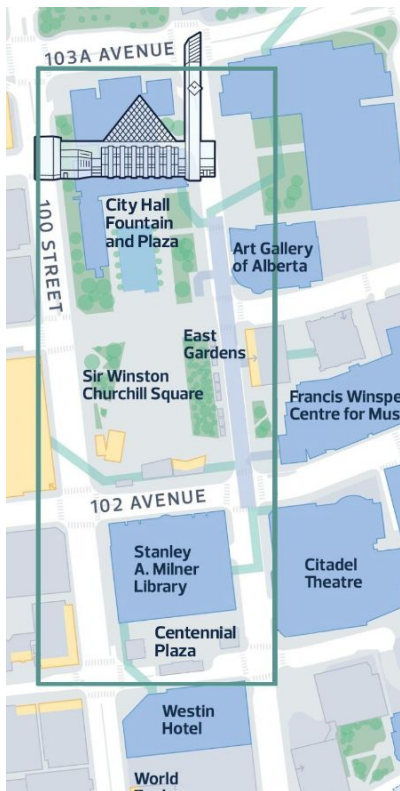 103A AVENUE
City Hall
Fountain
and Plaza
100 STREET
Art Gallery
of Alberta
East
Gardens
Sir Winston
Churchill Square
Francis Winspe
Centre for Mus
102 AVENUE
Stanley
A. Milner
Library
Citadel
Theatre
Centennial
Plaza
Westin
Hotel
World